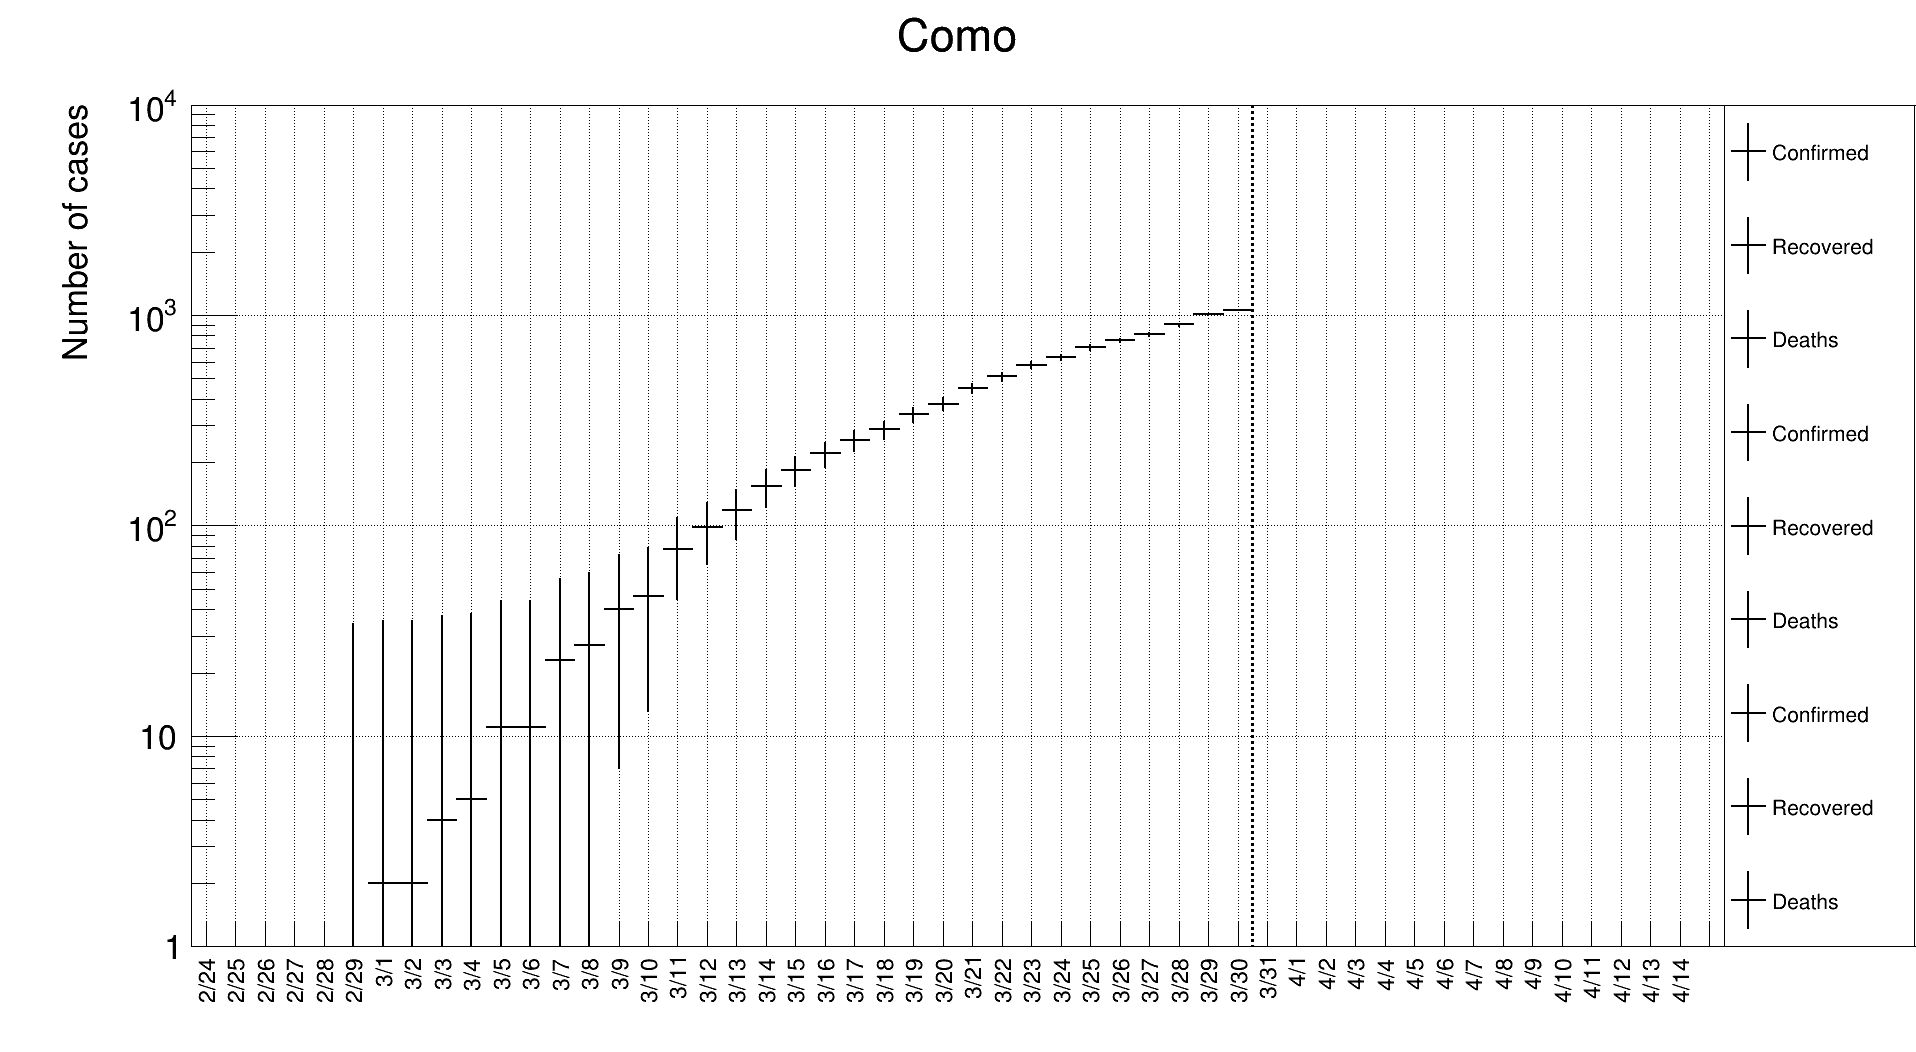 Como
Number of cases
10^4
10^3
10^2
10
1
2/24 2/25 2/26 2/27 2/28 2/29 3/1 3/2 3/3 3/4 3/5 3/6 3/7 3/8 3/9 3/10 3/11 3/12 3/13 3/14 3/15 3/16 3/17 3/18 3/19 3/20 3/21 3/22 3/23 3/24 3/25 3/26 3/27 3/28 3/29 3/30 3/31 4/1 4/2 4/3 4/4 4/5 4/6 4/7 4/8 4/9 4/10 4/11 4/12 4/13 4/14
Confirmed
Recovered
Deaths
Confirmed
Recovered
Deaths
Confirmed
Recovered
Deaths